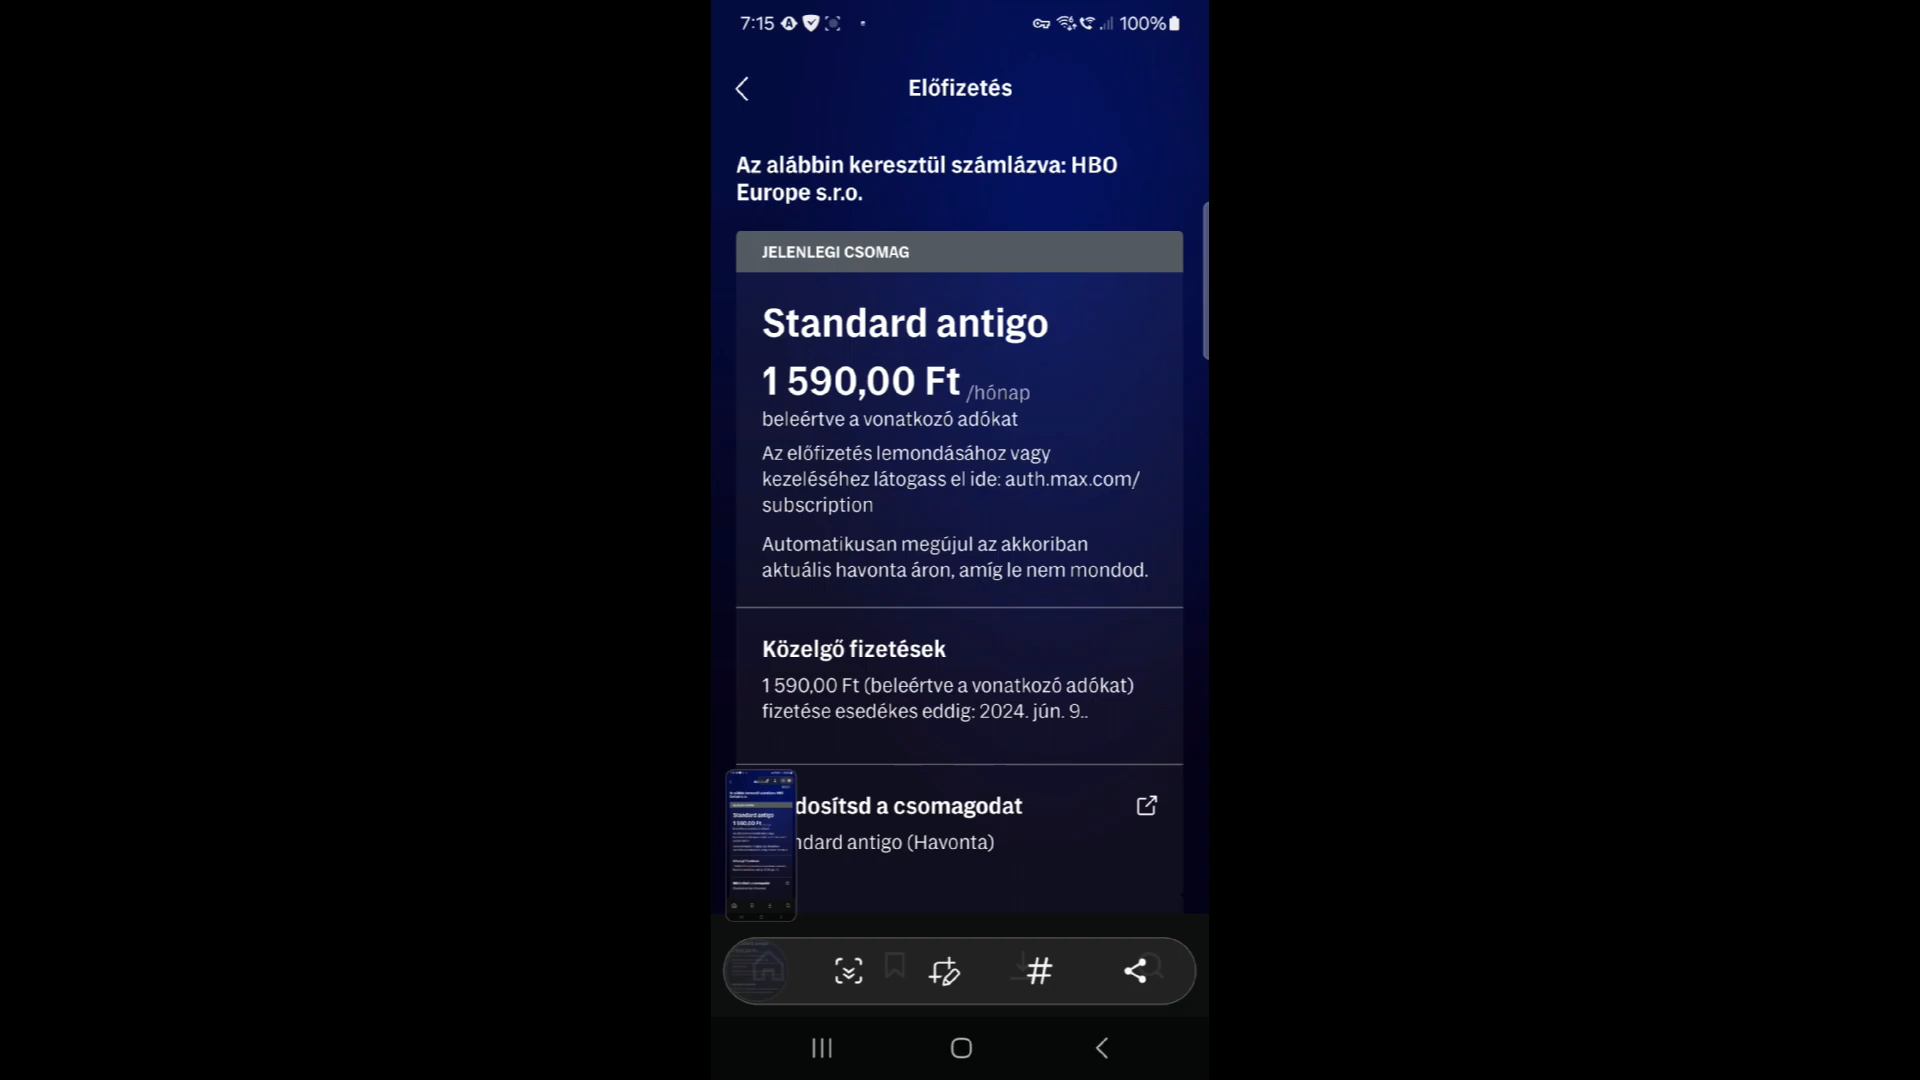 7:15
100%
Előfizetés
Az alábbin keresztül számlázva: HBO
Europe s.r.o.
JELENLEGI CSOMAG
Standard antigo
1 590,00 Ft /hónap
beleértve a vonatkozó adókat
Az előfizetés lemondásához vagy
kezeléséhez látogass el ide: auth.max.com/
subscription
Automatikusan megújul az akkoriban
aktuális havonta áron, amíg le nem mondod.
Közelgő fizetések
1 590,00 Ft (beleértve a vonatkozó adókat)
fizetése esedékes eddig: 2024. jún. 9..
dosítsd a csomagodat
ndard antigo (Havonta)